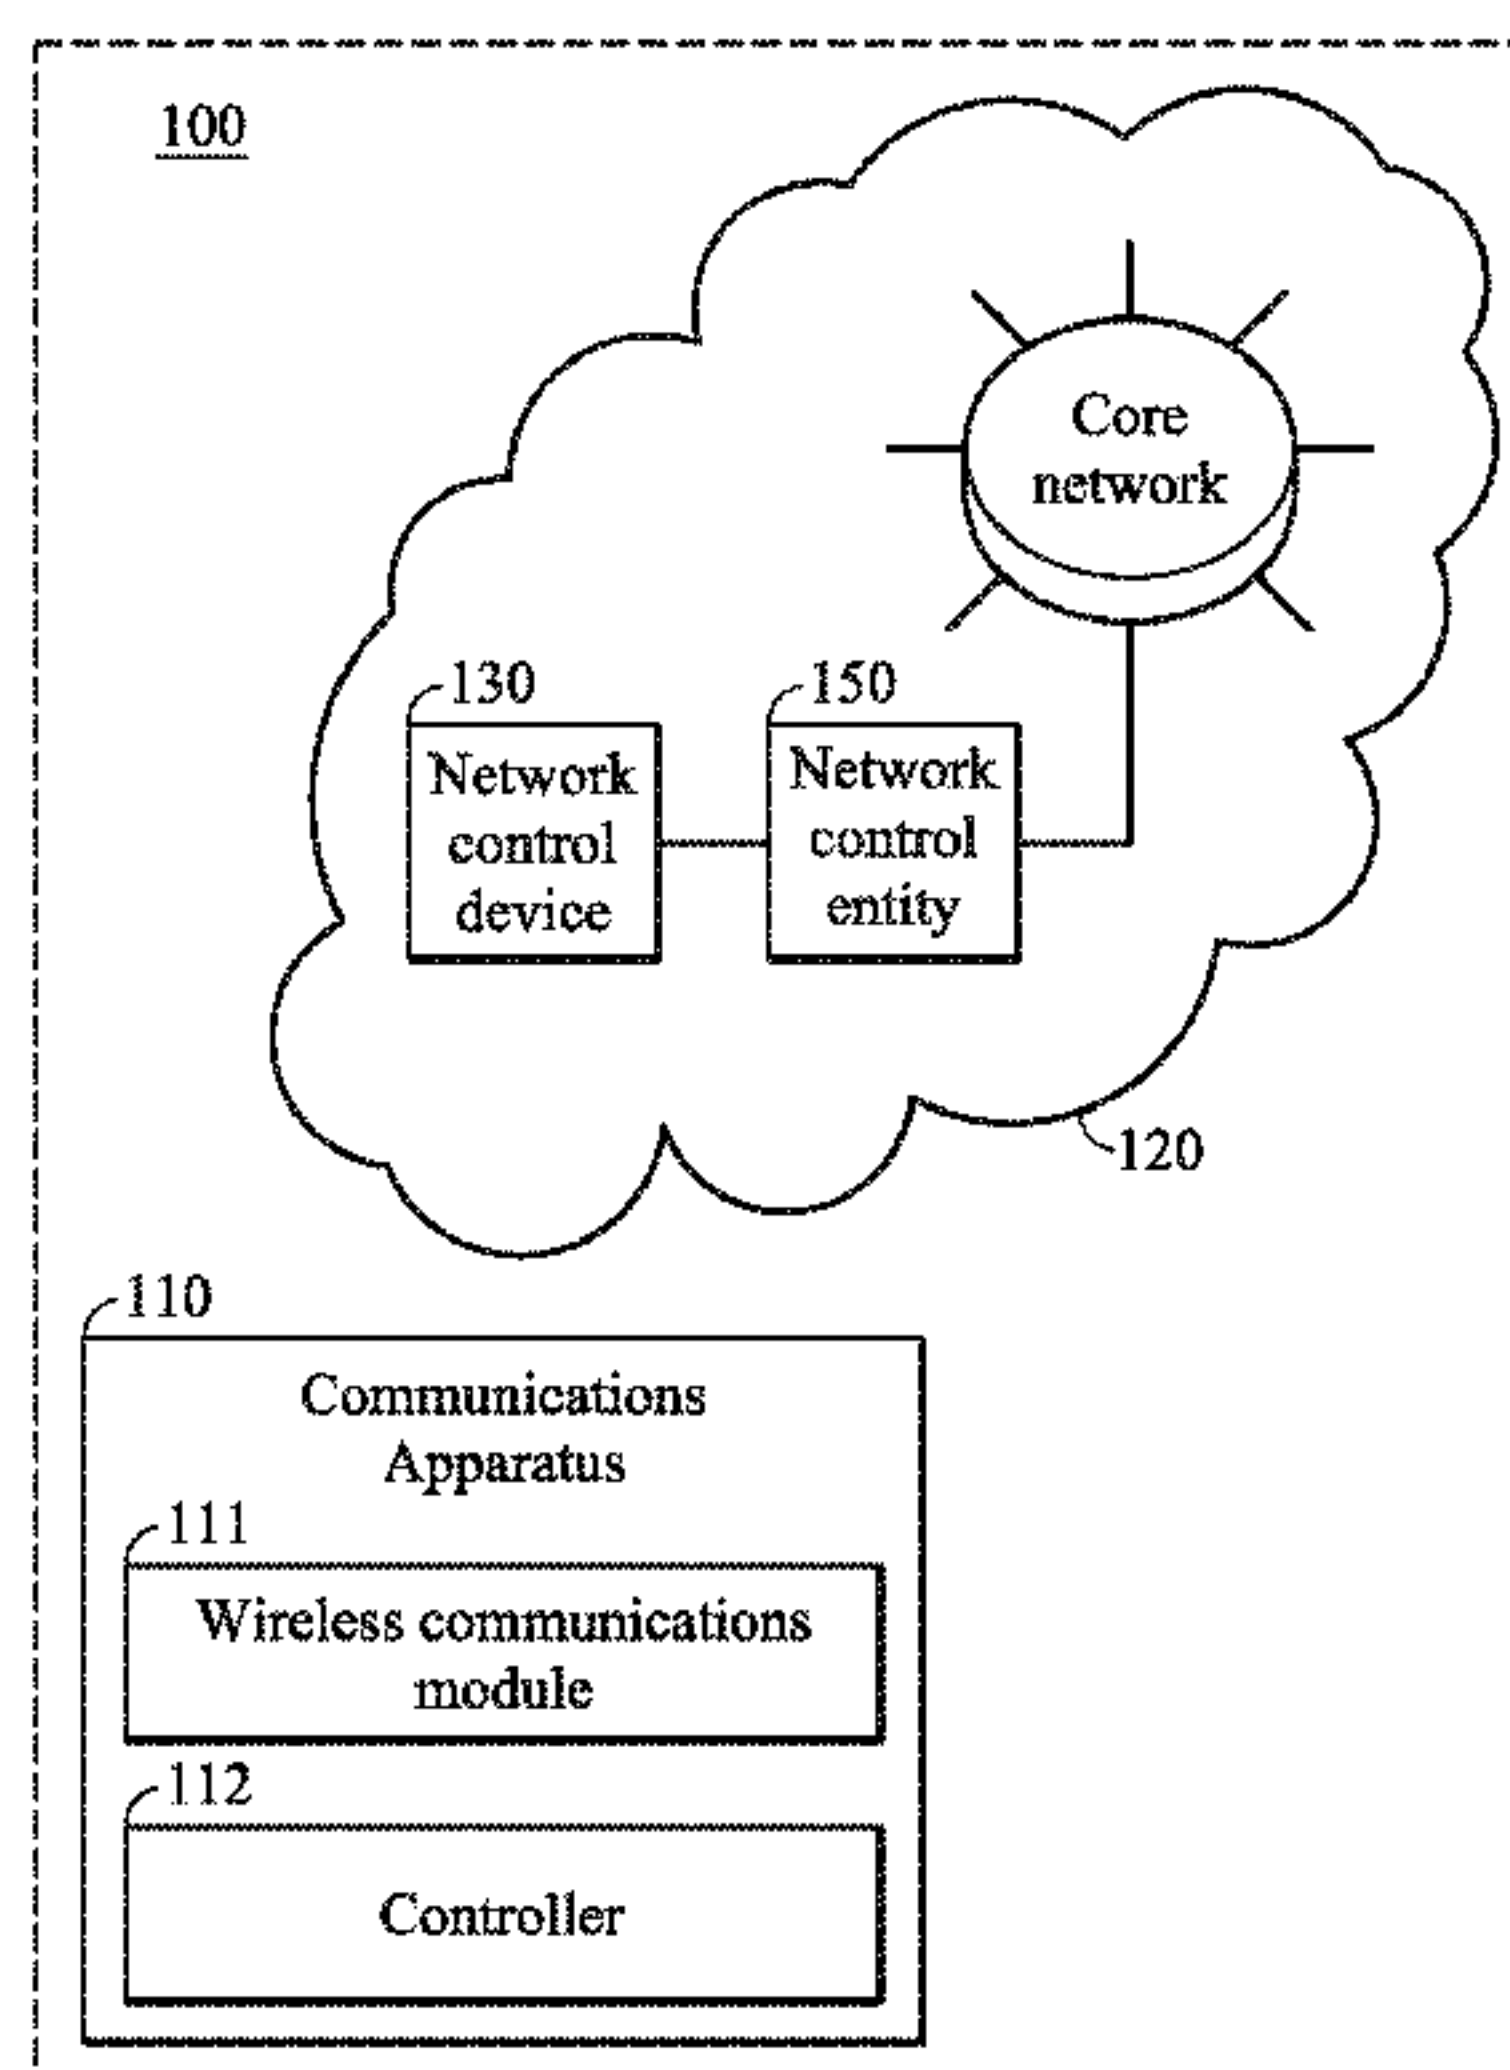 100
Core
network
130
150
Network
control
device
Network
control
entity
120
110
Communications
Apparatus
111
Wireless communications
module
112
Controller